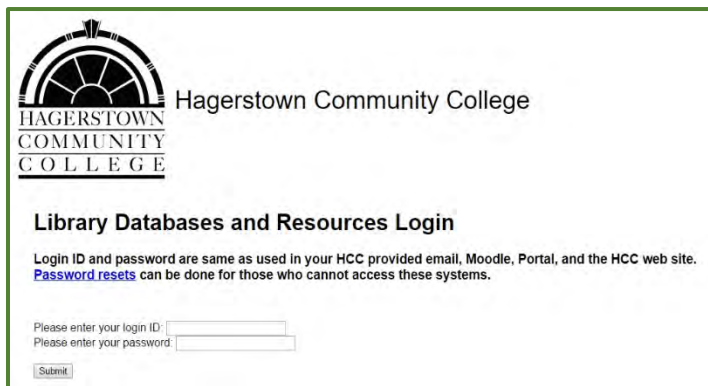 HAGERSTOWN
COMMUNITY
COLLEGE
Hagerstown Community College
Library Databases and Resources Login
Login ID and password are same as used in your HCC provided email, Moodle, Portal, and the HCC web site.
Password resets can be done for those who cannot access these systems.
Please enter your login ID:
Please enter your password:
Submit